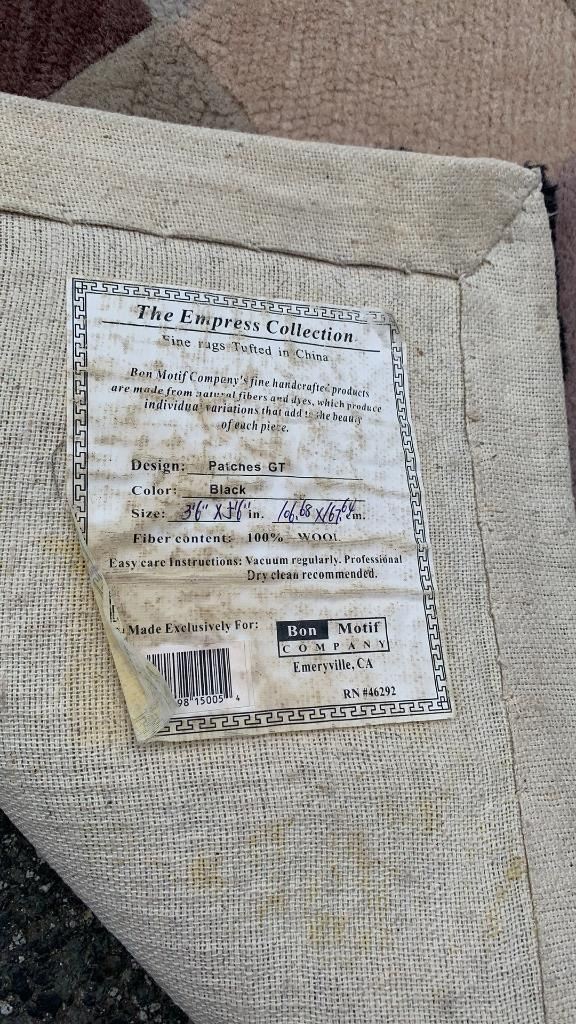 The Empress Collection
Fine rugs Tufted in China
Bon Motif Company's fine handcrafted products
are made from natural fibers and dyes, which produce
individual variations that add to the beauty
of each piece.
Design: Patches GT
Color: Black
Size: 3'6" X 5'6" in. 106.68 X 167.64 cm.
Fiber content: 100% WOOL
Easy care Instructions: Vacuum regularly. Professional
Dry clean recommended.
Made Exclusively For:
Bon Motif
COMPANY
Emeryville, CA
98 15005 4
RN #46292